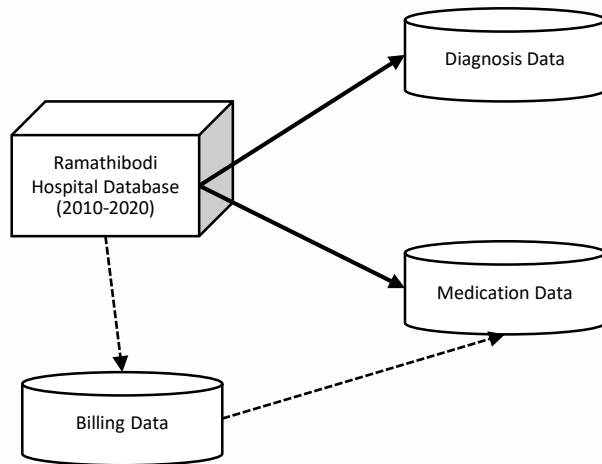 Diagnosis Data
Ramathibodi
Hospital Database
(2010-2020)
Medication Data
Billing Data